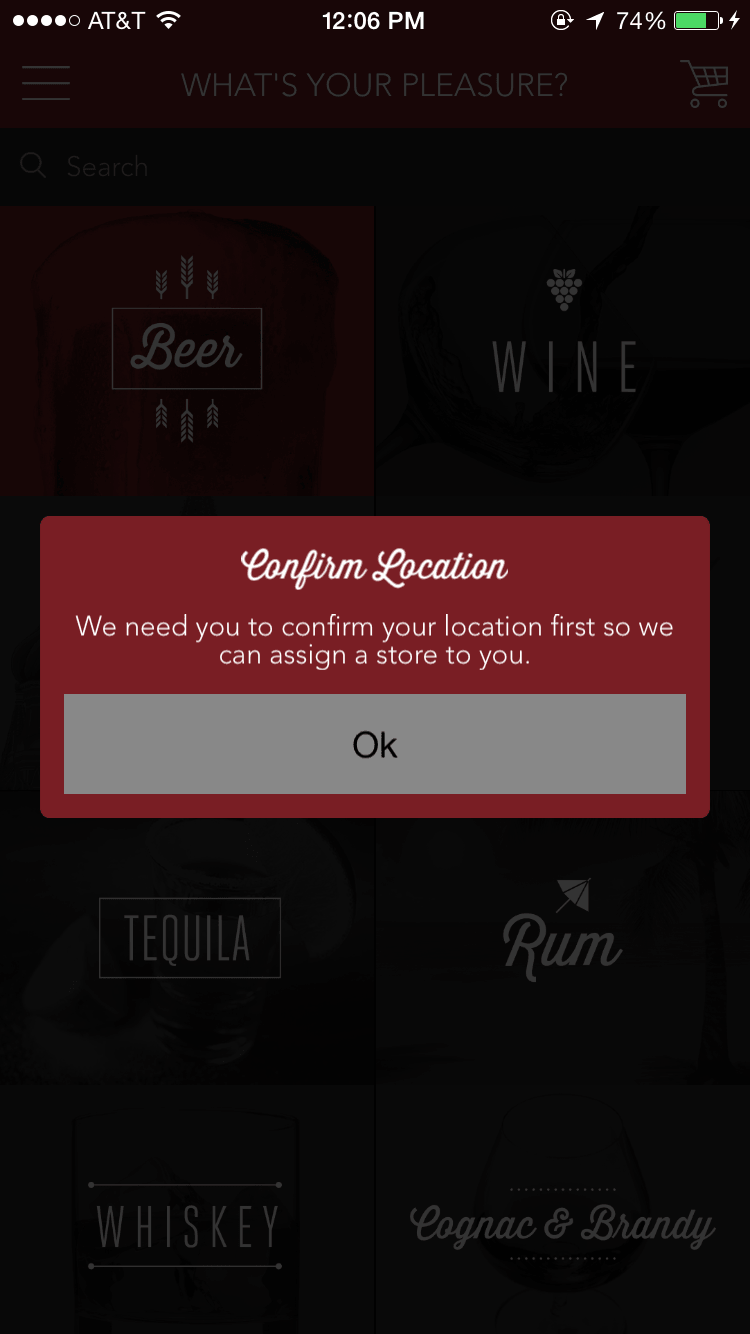 AT&T 12:06 PM 74%
WHAT'S YOUR PLEASURE?
Search
Beer
WINE
Confirm Location
We need you to confirm your location first so we
can assign a store to you.
Ok
TEQUILA
Rum
WHISKEY
Cognac & Brandy